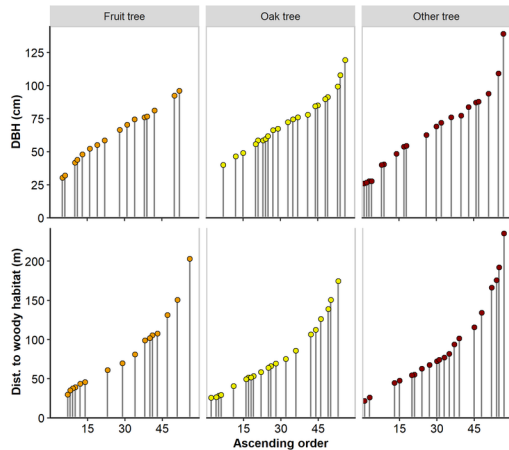 Fruit tree Oak tree Other tree
DBH (cm)
125
100
75
50
25
0
Dist. to woody habitat (m)
200
150
100
50
0
15 30 45 15 30 45 15 30 45
Ascending order